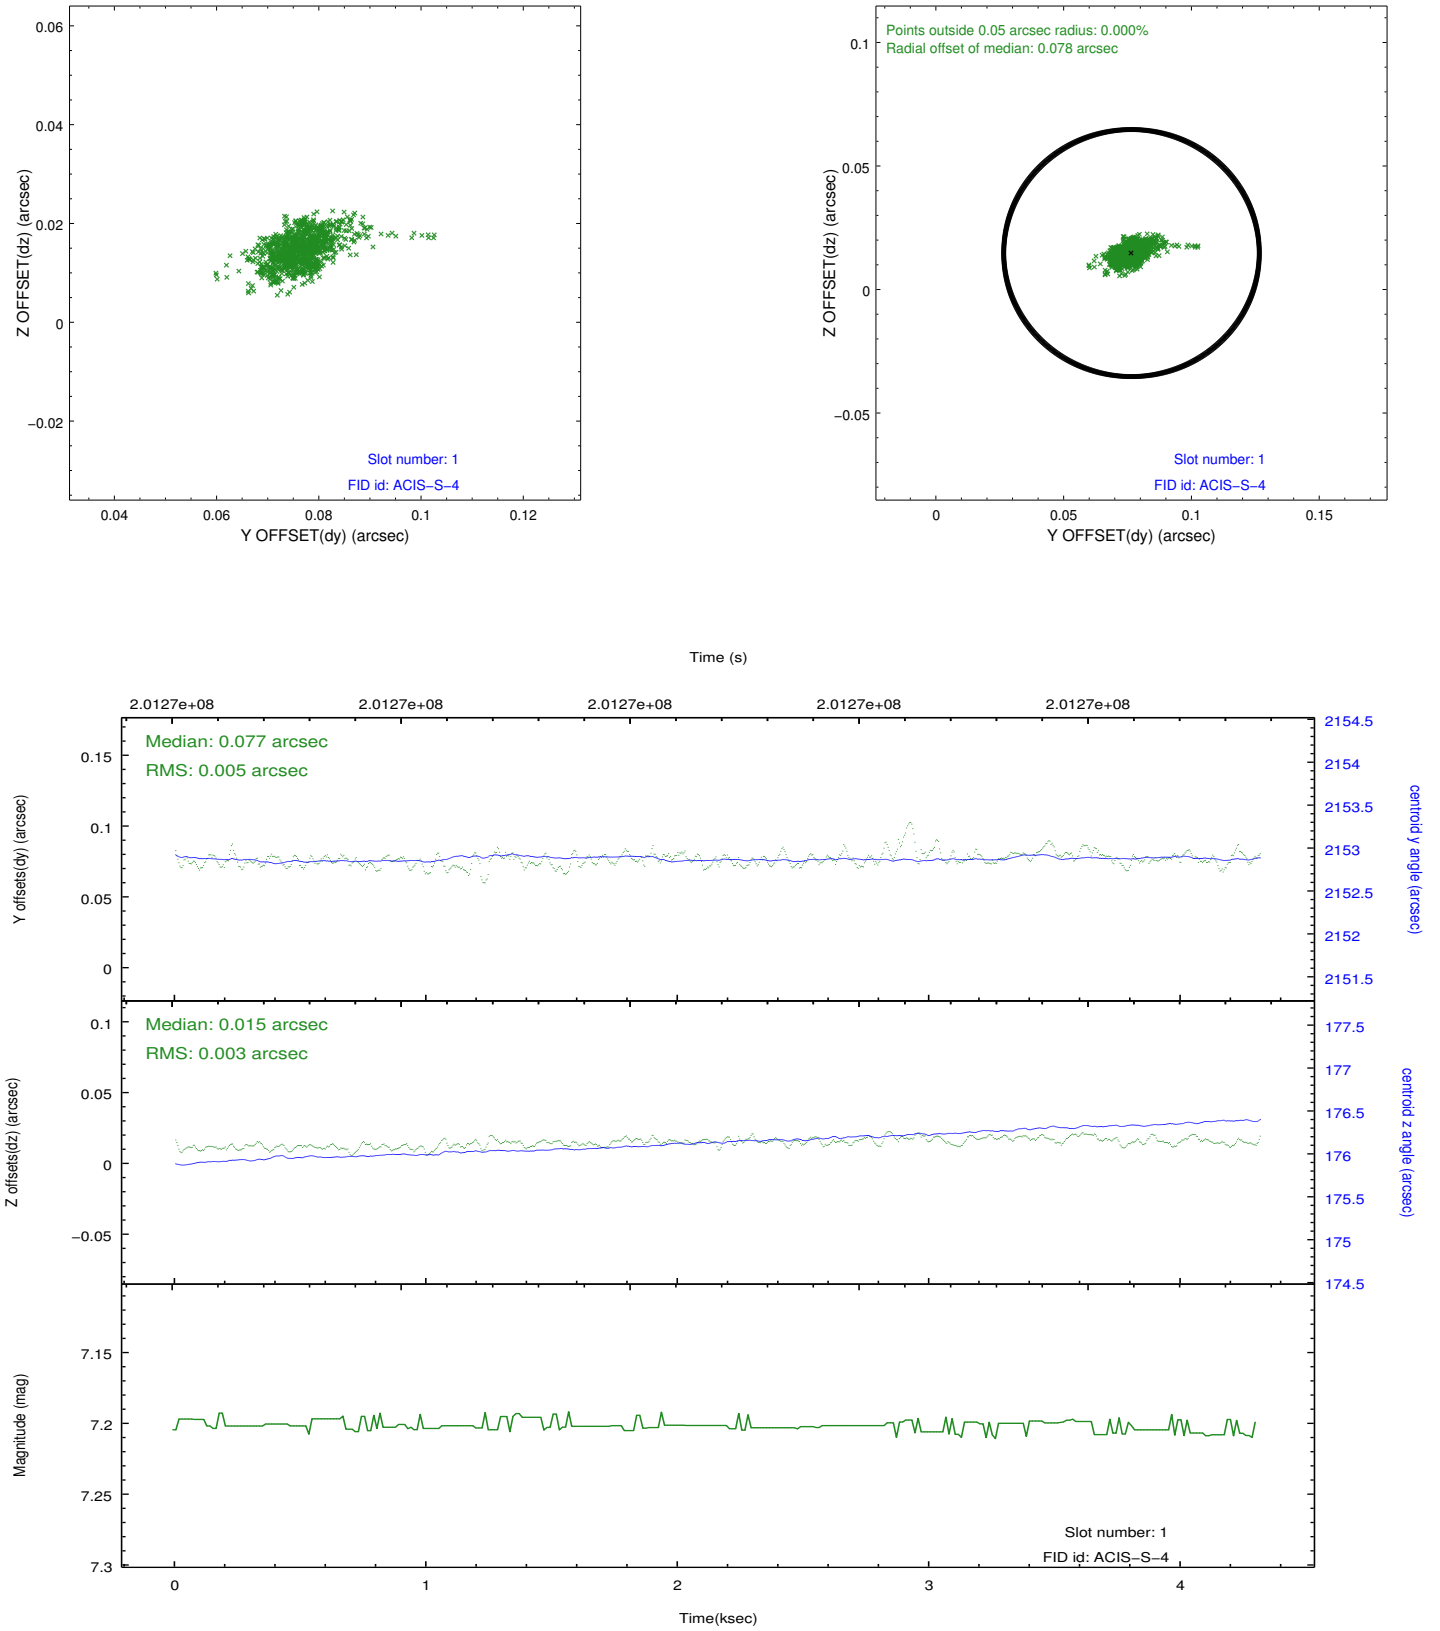 0.06
0.04
0.02
0
−0.02
Z OFFSET(dz) (arcsec)
Slot number: 1
FID id: ACIS−S−4
0.04 0.06 0.08 0.1 0.12
Y OFFSET(dy) (arcsec)
Points outside 0.05 arcsec radius: 0.000%
Radial offset of median: 0.078 arcsec
0.1
0.05
0
−0.05
Z OFFSET(dz) (arcsec)
Slot number: 1
FID id: ACIS−S−4
0 0.05 0.1 0.15
Y OFFSET(dy) (arcsec)
Time (s)
2.0127e+08 2.0127e+08 2.0127e+08 2.0127e+08 2.0127e+08
Median: 0.077 arcsec
RMS: 0.005 arcsec
0.15
0.1
0.05
0
Y offsets(dy) (arcsec)
2154.5
2154
2153.5
2153
2152.5
2152
2151.5
centroid y angle (arcsec)
Median: 0.015 arcsec
RMS: 0.003 arcsec
0.1
0.05
0
−0.05
Z offsets(dz) (arcsec)
177.5
177
176.5
176
175.5
175
174.5
centroid z angle (arcsec)
7.15
7.2
7.25
7.3
Magnitude (mag)
Slot number: 1
FID id: ACIS−S−4
0 1 2 3 4
Time(ksec)